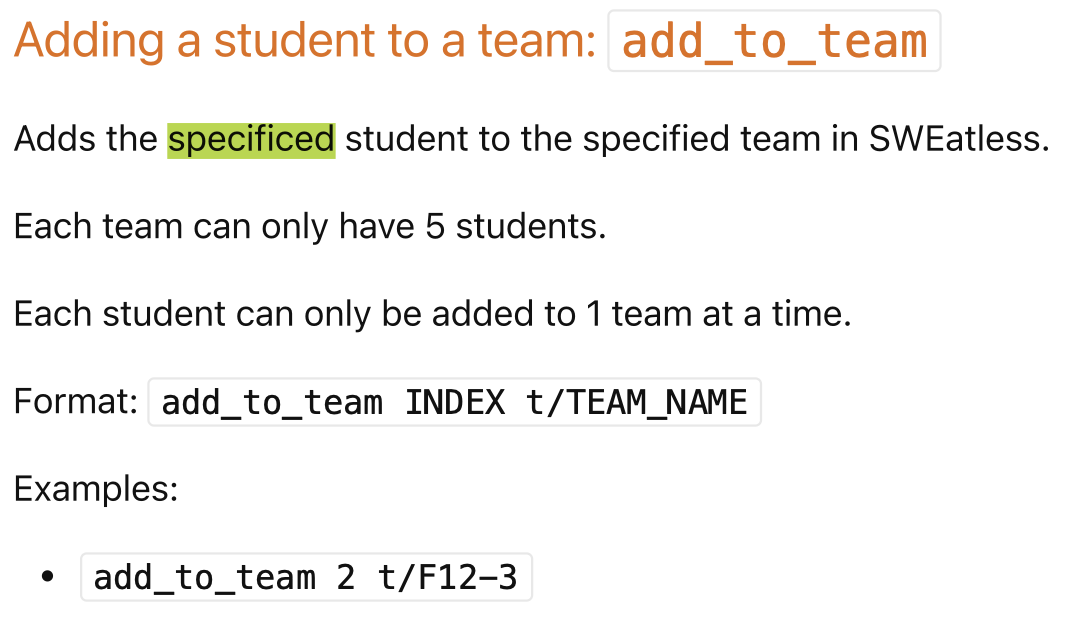 Adding a student to a team: add_to_team
Adds the specificed student to the specified team in SWEatless.
Each team can only have 5 students.
Each student can only be added to 1 team at a time.
Format: add_to_team INDEX t/TEAM_NAME
Examples:
• add_to_team 2 t/F12-3